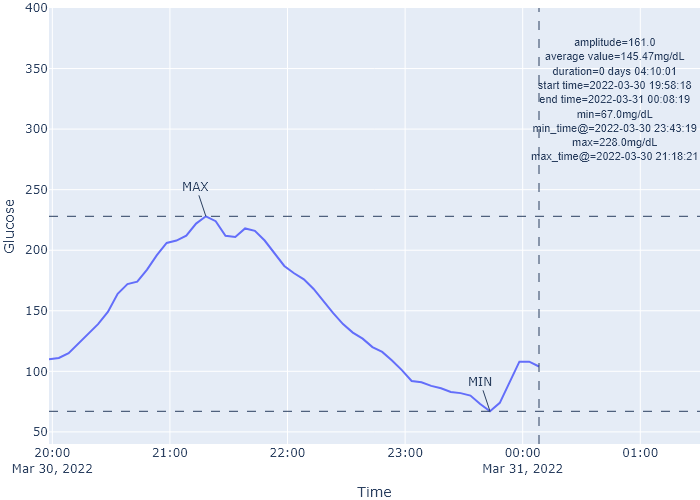 400
350
300
250
200
150
100
50
Glucose
amplitude=161.0
average value=145.47mg/dL
duration=0 days 04:10:01
start time=2022-03-30 19:58:18
end time=2022-03-31 00:08:19
min=67.0mg/dL
min_time@=2022-03-30 23:43:19
max=228.0mg/dL
max_time@=2022-03-30 21:18:21
MAX
MIN
20:00 21:00 22:00 23:00 00:00 01:00
Mar 30, 2022 Mar 31, 2022
Time